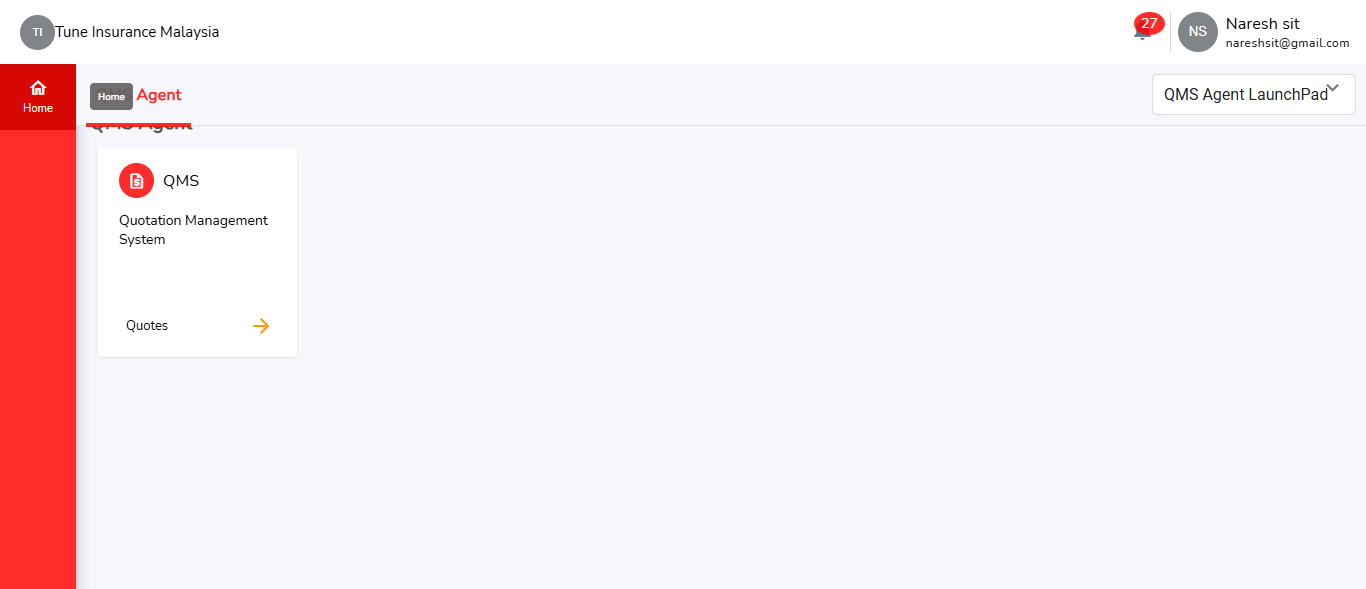 TI Tune Insurance Malaysia
27
NS
Naresh sit
nareshsit@gmail.com
Home
Home
Agent
QMS Agent LaunchPad
QMS Agent
QMS
Quotation Management
System
Quotes